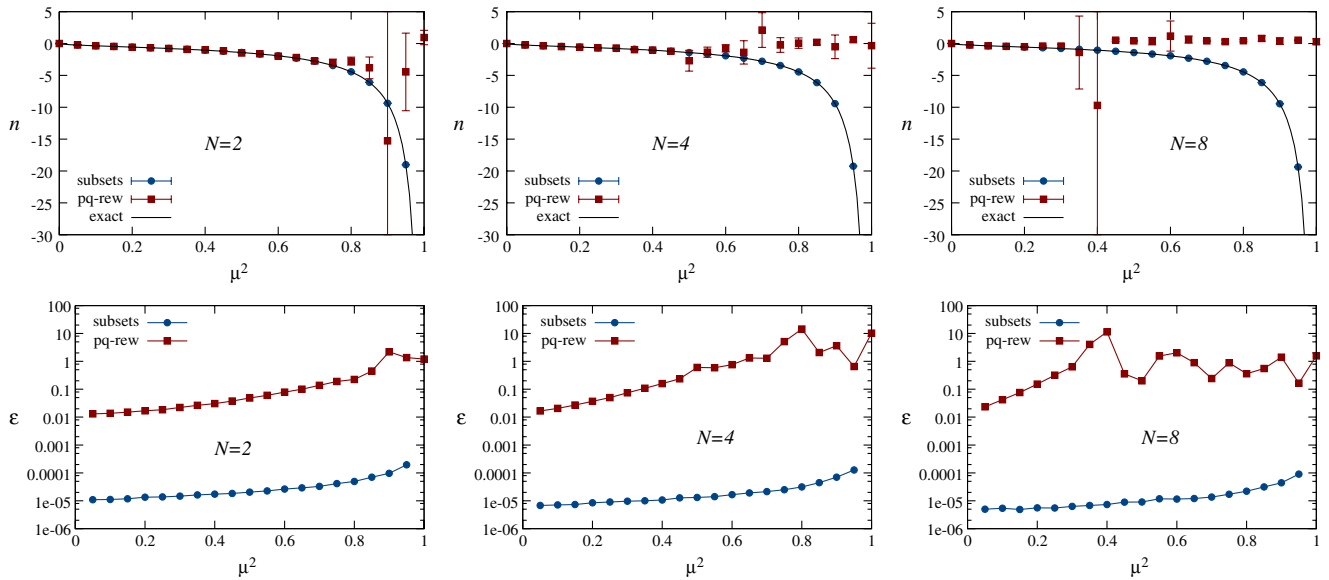 5
0
-5
-10
-15
-20
-25
-30
n
N=2
subsets
pq-rew
exact
0 0.2 0.4 0.6 0.8 1
μ²
5
0
-5
-10
-15
-20
-25
-30
n
N=4
subsets
pq-rew
exact
0 0.2 0.4 0.6 0.8 1
μ²
5
0
-5
-10
-15
-20
-25
-30
n
N=8
subsets
pq-rew
exact
0 0.2 0.4 0.6 0.8 1
μ²
100
10
1
0.1
0.01
0.001
0.0001
1e-05
1e-06
ε
subsets
pq-rew
N=2
0 0.2 0.4 0.6 0.8 1
μ²
100
10
1
0.1
0.01
0.001
0.0001
1e-05
1e-06
ε
subsets
pq-rew
N=4
0 0.2 0.4 0.6 0.8 1
μ²
100
10
1
0.1
0.01
0.001
0.0001
1e-05
1e-06
ε
subsets
pq-rew
N=8
0 0.2 0.4 0.6 0.8 1
μ²